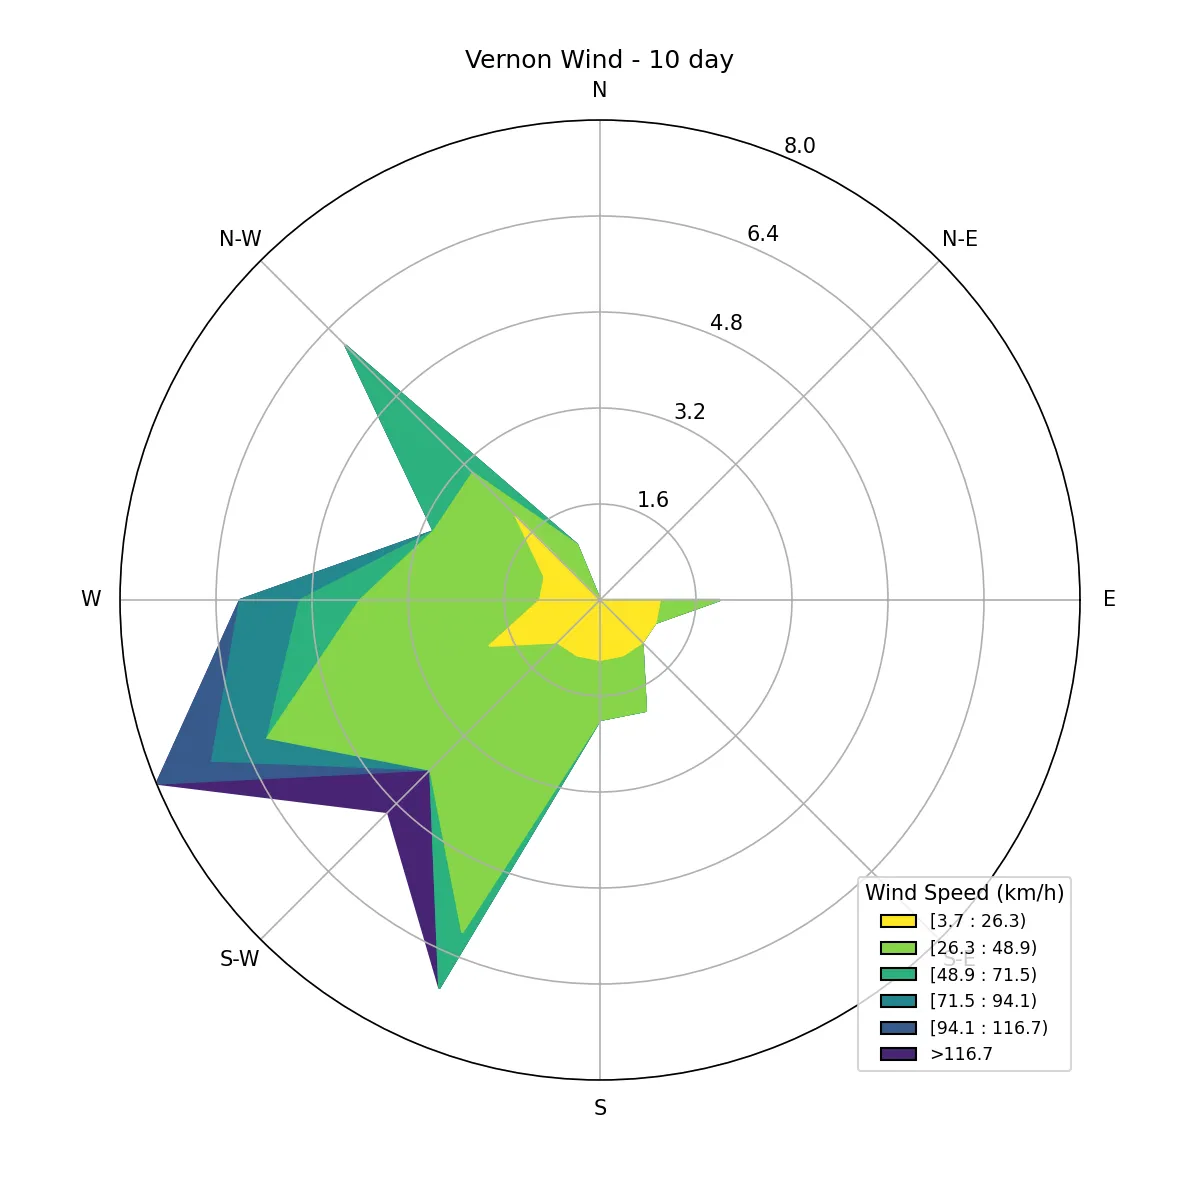 Vernon Wind - 10 day
N
8.0
N-W
N-E
6.4
4.8
3.2
1.6
W
E
S-W
S-E
S
Wind Speed (km/h)
[3.7 : 26.3)
[26.3 : 48.9)
[48.9 : 71.5)
[71.5 : 94.1)
[94.1 : 116.7)
>116.7